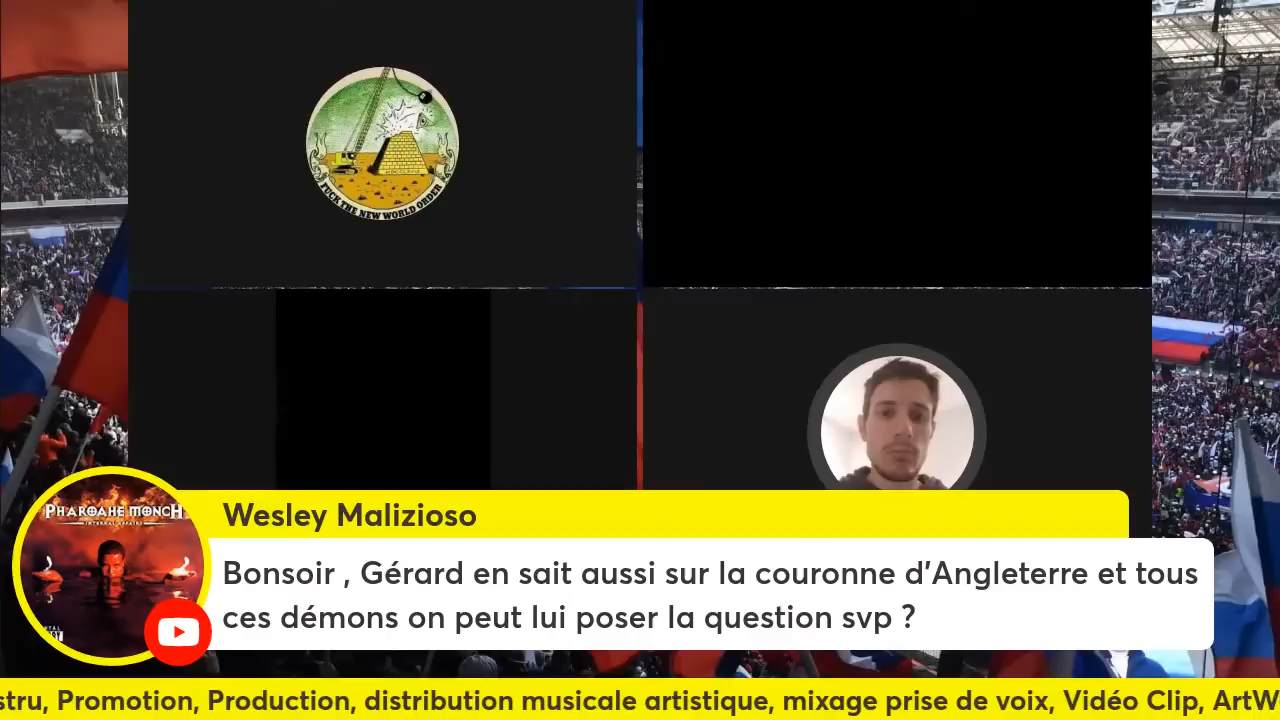 FUCK THE NEW WORLD ORDER
PHAROAHE MONCH
INTERNAL AFFAIRS
Wesley Malizioso
Bonsoir , Gérard en sait aussi sur la couronne d'Angleterre et tous
ces démons on peut lui poser la question svp ?
stru, Promotion, Production, distribution musicale artistique, mixage prise de voix, Vidéo Clip, ArtW